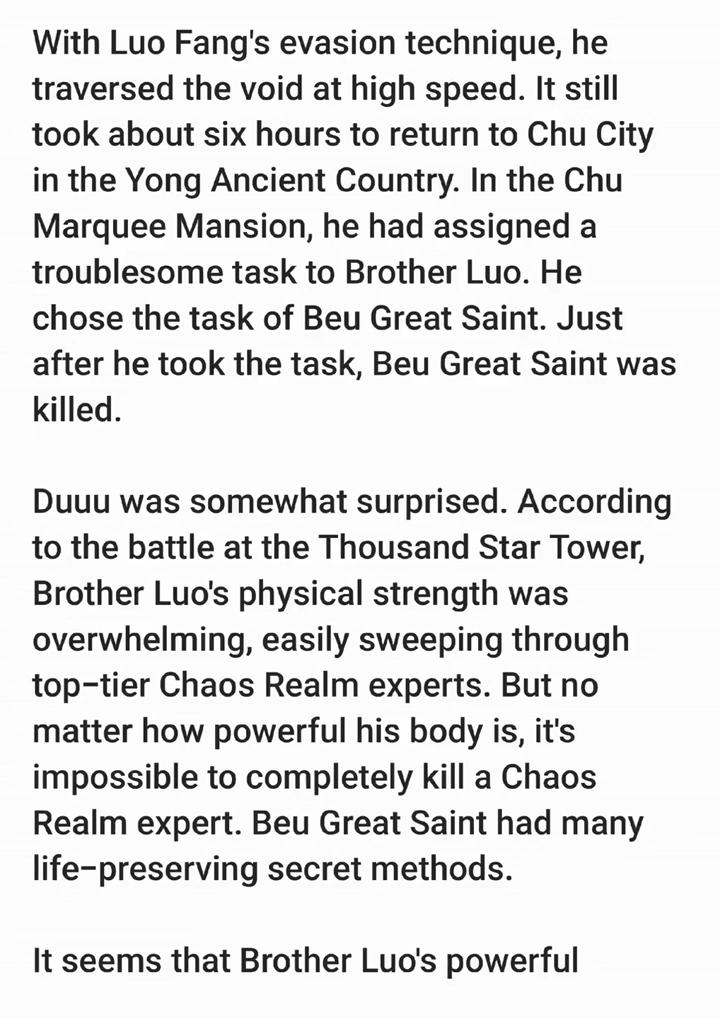 With Luo Fang's evasion technique, he
traversed the void at high speed. It still
took about six hours to return to Chu City
in the Yong Ancient Country. In the Chu
Marquee Mansion, he had assigned a
troublesome task to Brother Luo. He
chose the task of Beu Great Saint. Just
after he took the task, Beu Great Saint was
killed.

Duuu was somewhat surprised. According
to the battle at the Thousand Star Tower,
Brother Luo's physical strength was
overwhelming, easily sweeping through
top-tier Chaos Realm experts. But no
matter how powerful his body is, it's
impossible to completely kill a Chaos
Realm expert. Beu Great Saint had many
life-preserving secret methods.

It seems that Brother Luo's powerful